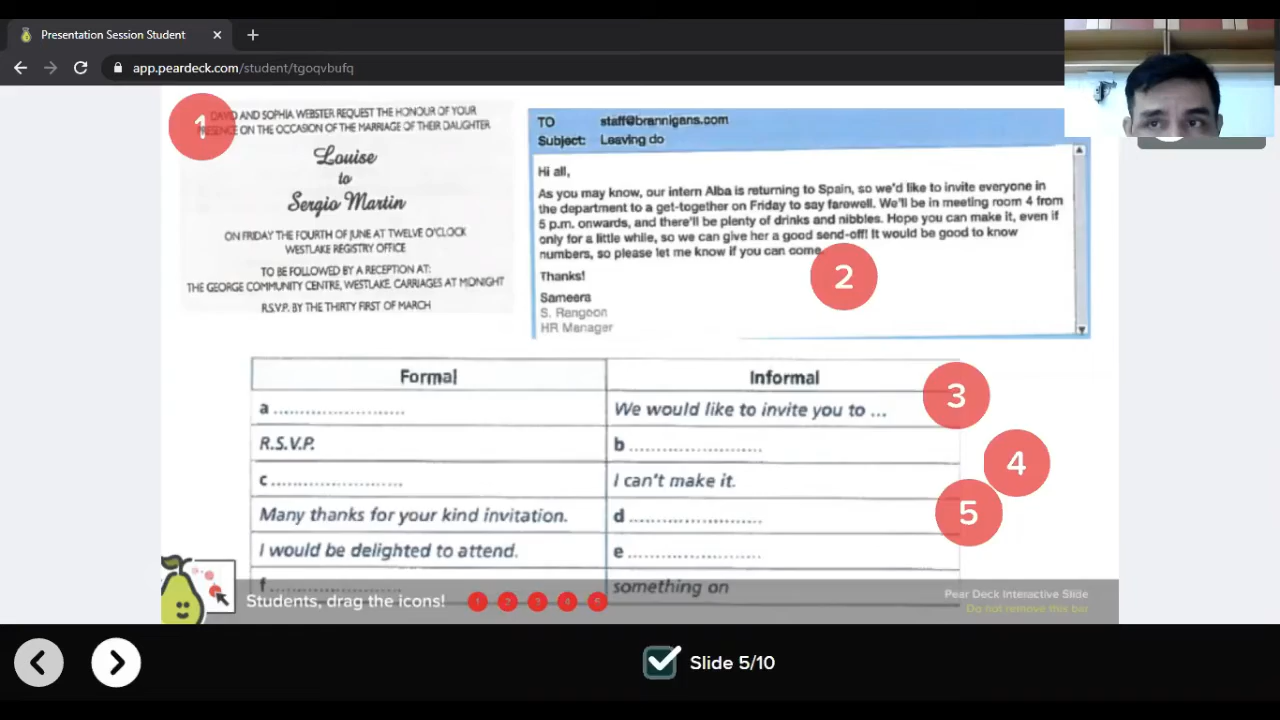 Presentation Session Student
app.peardeck.com/student/tgoqvbufq
1
DAVID AND SOPHIA WEBSTER REQUEST THE HONOUR OF YOUR
PRESENCE ON THE OCCASION OF THE MARRIAGE OF THEIR DAUGHTER
Louise
to
Sergio Martin
ON FRIDAY THE FOURTH OF JUNE AT TWELVE O'CLOCK
WESTLAKE REGISTRY OFFICE
TO BE FOLLOWED BY A RECEPTION AT:
THE GEORGE COMMUNITY CENTRE, WESTLAKE. CARRIAGES AT MIDNIGHT
R.S.V.P. BY THE THIRTY FIRST OF MARCH
TO staff@brannigans.com
Subject: Leaving do
Hi all,
As you may know, our intern Alba is returning to Spain, so we'd like to invite everyone in
the department to a get-together on Friday to say farewell. We'll be in meeting room 4 from
5 p.m. onwards, and there'll be plenty of drinks and nibbles. Hope you can make it, even if
only for a little while, so we can give her a good send-off! It would be good to know
numbers, so please let me know if you can come.
2
Thanks!
Sameera
S. Rangoon
HR Manager
Formal Informal
3
a ........................ We would like to invite you to ...
R.S.V.P. b ........................
4
c ........................ I can't make it.
5
Many thanks for your kind invitation. d ........................
I would be delighted to attend. e ........................
f ........................ something on
Students, drag the icons! 1 2 3 4 5
Pear Deck Interactive Slide
Do not remove this bar
Slide 5/10